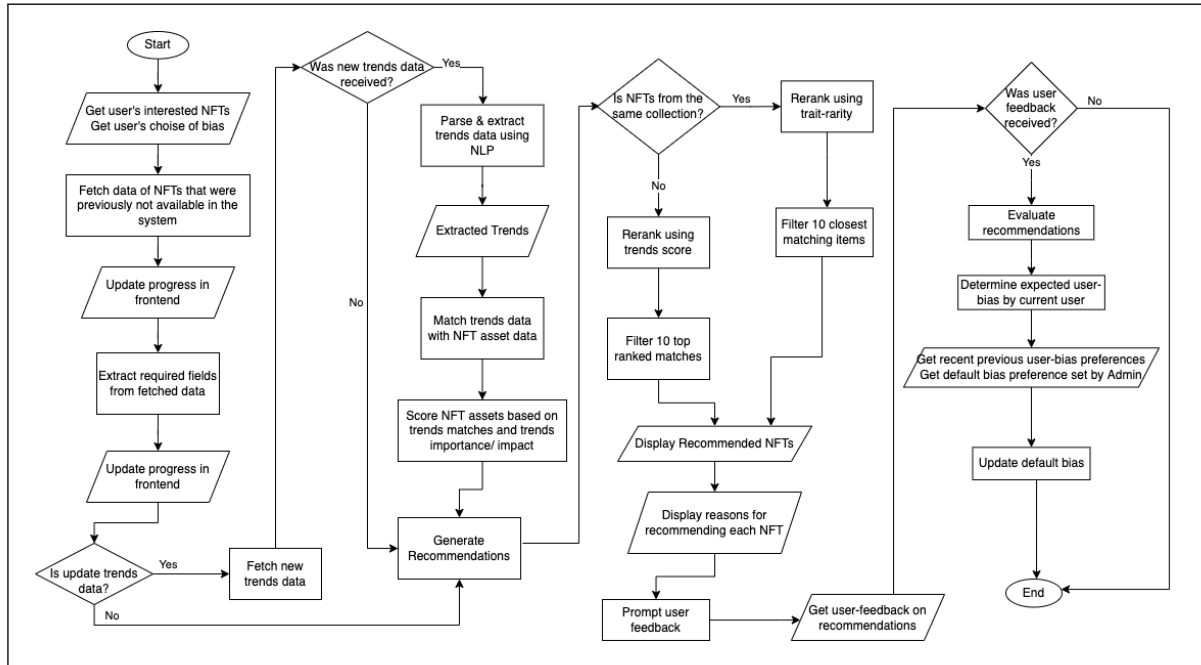 Start
Get user's interested NFTs
Get user's choise of bias
Fetch data of NFTs that were
previously not available in the
system
Update progress in
frontend
Extract required fields
from fetched data
Update progress in
frontend
Is update trends
data?
Yes
No
Fetch new
trends data
Was new trends data
received?
Yes
No
Parse & extract
trends data using
NLP
Extracted Trends
Match trends data
with NFT asset data
Score NFT assets based on
trends matches and trends
importance/ impact
Generate
Recommendations
Is NFTs from the
same collection?
Yes
No
Rerank using
trait-rarity
Filter 10 closest
matching items
Rerank using
trends score
Filter 10 top
ranked matches
Display Recommended NFTs
Display reasons for
recommending each NFT
Prompt user
feedback
Get user-feedback on
recommendations
Was user
feedback
received?
No
Yes
Evaluate
recommendations
Determine expected user-
bias by current user
Get recent previous user-bias preferences
Get default bias preference set by Admin
Update default bias
End